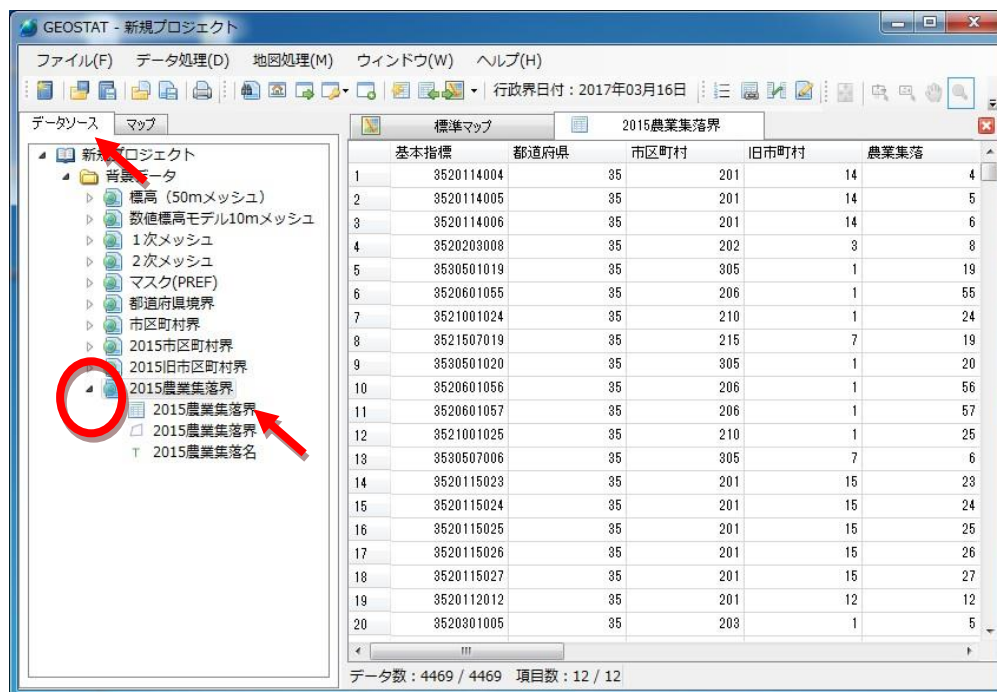 GEOSTAT - 新規プロジェクト
ファイル(F) データ処理(D) 地図処理(M) ウィンドウ(W) ヘルプ(H)
行政界日付：2017年03月16日
データソース マップ
標準マップ 2015農業集落界
新規プロジェクト
背景データ
標高（50mメッシュ）
数値標高モデル10mメッシュ
１次メッシュ
２次メッシュ
マスク(PREF)
都道府県境界
市区町村界
2015市区町村界
2015旧市区町村界
2015農業集落界
2015農業集落界
2015農業集落界
T 2015農業集落名
基本指標 都道府県 市区町村 旧市町村 農業集落
1 3520114004 35 201 14 4
2 3520114005 35 201 14 5
3 3520114006 35 201 14 6
4 3520203008 35 202 3 8
5 3530501019 35 305 1 19
6 3520601055 35 206 1 55
7 3521001024 35 210 1 24
8 3521507019 35 215 7 19
9 3530501020 35 305 1 20
10 3520601056 35 206 1 56
11 3520601057 35 206 1 57
12 3521001025 35 210 1 25
13 3530507006 35 305 7 6
14 3520115023 35 201 15 23
15 3520115024 35 201 15 24
16 3520115025 35 201 15 25
17 3520115026 35 201 15 26
18 3520115027 35 201 15 27
19 3520112012 35 201 12 12
20 3520301005 35 203 1 5
データ数：4469 / 4469 項目数：12 / 12